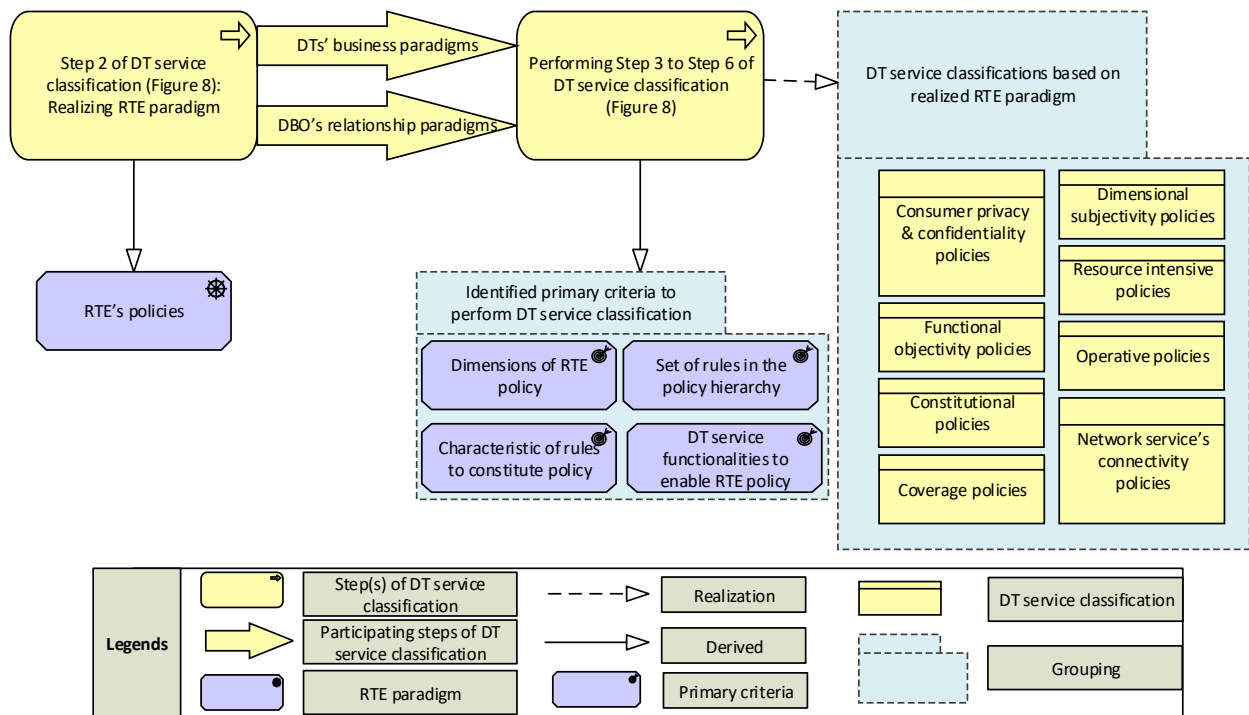 Step 2 of DT service
classification (Figure 8):
Realizing RTE paradigm
DTs’ business paradigms
DBO’s relationship paradigms
Performing Step 3 to Step 6 of
DT service classification
(Figure 8)
DT service classifications based on
realized RTE paradigm
RTE’s policies
Identified primary criteria to
perform DT service classification
Dimensions of RTE
policy
Set of rules in the
policy hierarchy
Characteristic of rules
to constitute policy
DT service
functionalities to
enable RTE policy
Consumer privacy
& confidentiality
policies
Functional
objectivity policies
Constitutional
policies
Coverage policies
Dimensional
subjectivity policies
Resource intensive
policies
Operative policies
Network service’s
connectivity
policies
Legends
Step(s) of DT service
classification
Participating steps of DT
service classification
RTE paradigm
Realization
Derived
Primary criteria
DT service classification
Grouping